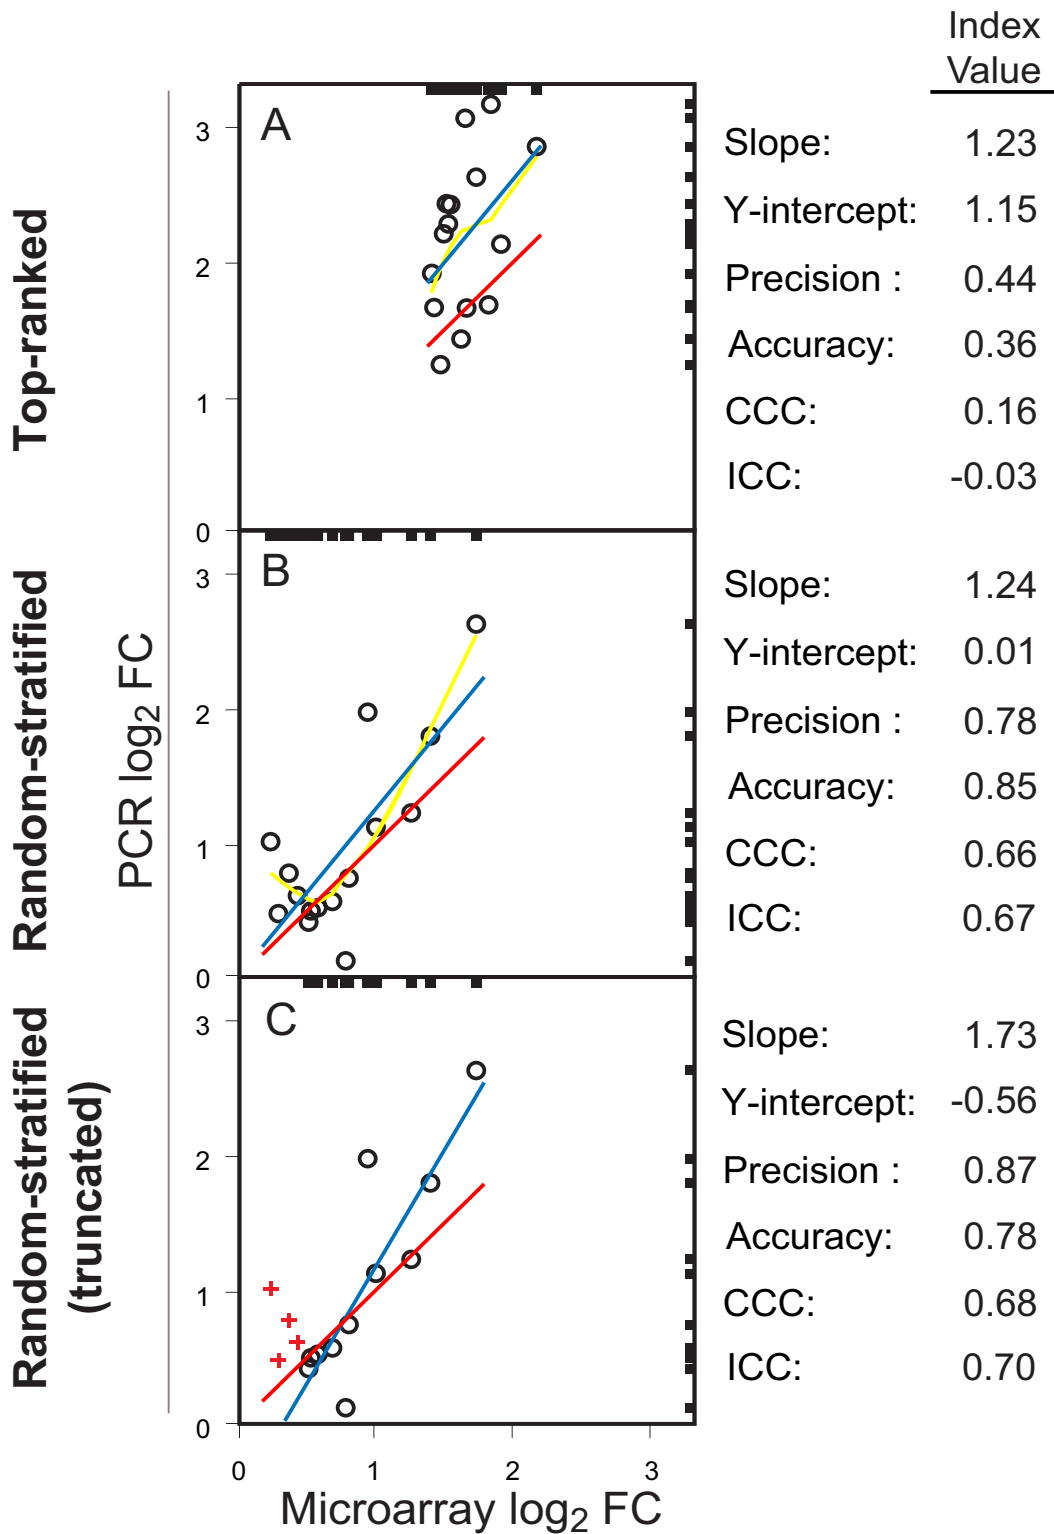 Index
Value
Top-ranked
A
3
2
1
0
Slope: 1.23
Y-intercept: 1.15
Precision : 0.44
Accuracy: 0.36
CCC: 0.16
ICC: -0.03
Random-stratified
PCR log2 FC
B
3
2
1
0
Slope: 1.24
Y-intercept: 0.01
Precision : 0.78
Accuracy: 0.85
CCC: 0.66
ICC: 0.67
Random-stratified
(truncated)
C
3
2
1
0
Slope: 1.73
Y-intercept: -0.56
Precision : 0.87
Accuracy: 0.78
CCC: 0.68
ICC: 0.70
0 1 2 3
Microarray log2 FC